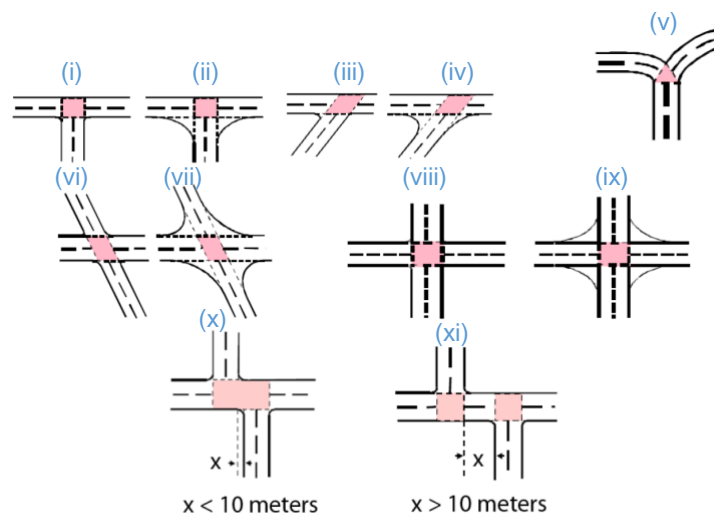 (v)
(i) (ii) (iii) (iv)
(vi) (vii) (viii) (ix)
(x) (xi)
x x
x < 10 meters x > 10 meters